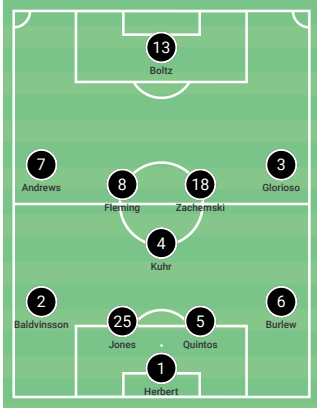 13
Boltz
7
Andrews
8
Fleming
18
Zachemski
3
Glorioso
4
Kuhr
2
Baldvinsson
25
Jones
5
Quintos
6
Burlew
1
Herbert